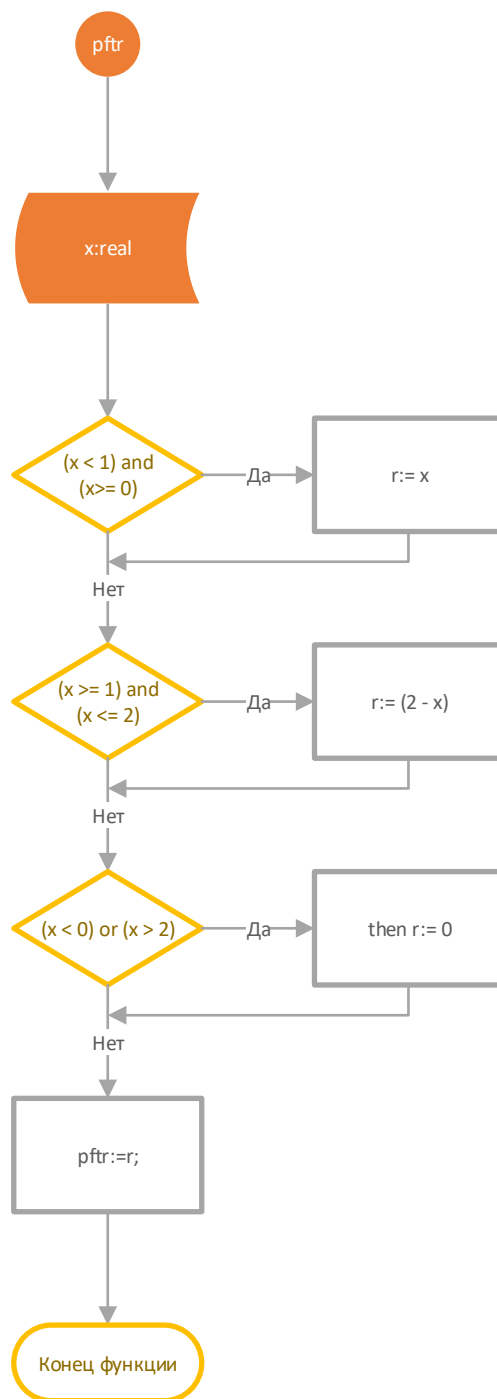 pftr
x:real
(x < 1) and
(x>= 0)
Да
r:= x
Нет
(x >= 1) and
(x <= 2)
Да
r:= (2 - x)
Нет
(x < 0) or (x > 2)
Да
then r:= 0
Нет
pftr:=r;
Конец функции